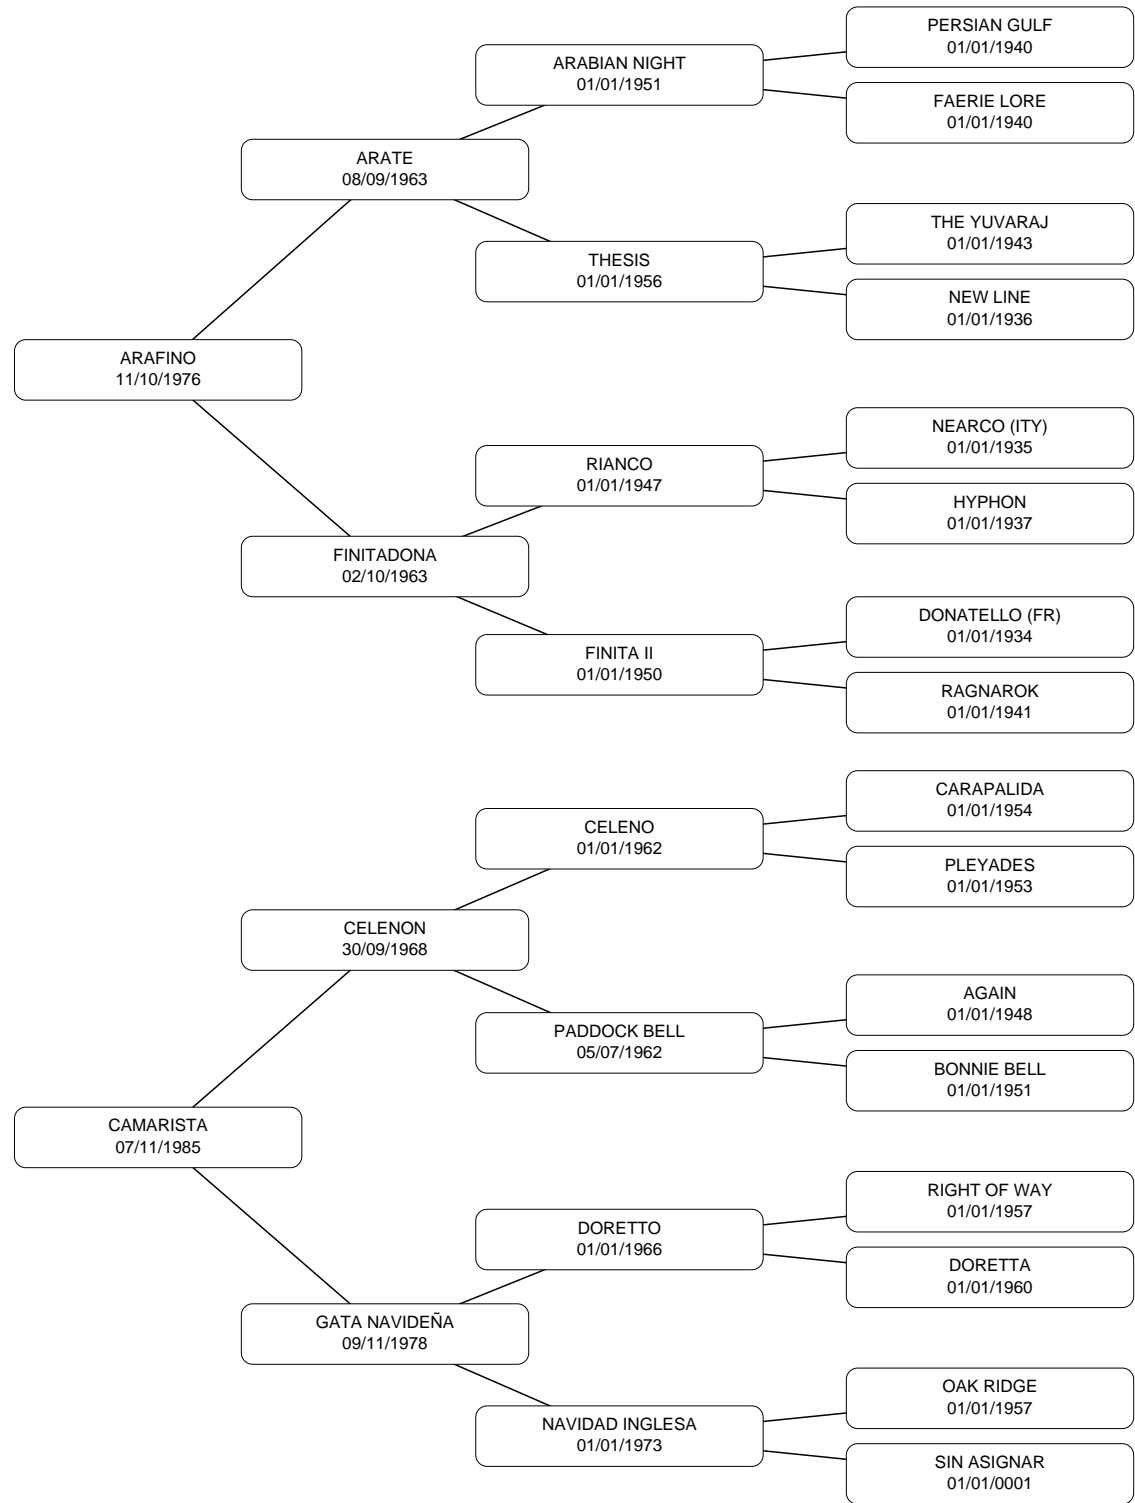 PERSIAN GULF
01/01/1940
ARABIAN NIGHT
01/01/1951
FAERIE LORE
01/01/1940
ARATE
08/09/1963
THE YUVARAJ
01/01/1943
THESIS
01/01/1956
NEW LINE
01/01/1936
ARAFINO
11/10/1976
NEARCO (ITY)
01/01/1935
RIANCO
01/01/1947
HYPHON
01/01/1937
FINITADONA
02/10/1963
DONATELLO (FR)
01/01/1934
FINITA II
01/01/1950
RAGNAROK
01/01/1941
CARAPALIDA
01/01/1954
CELENO
01/01/1962
PLEYADES
01/01/1953
CELENON
30/09/1968
AGAIN
01/01/1948
PADDOCK BELL
05/07/1962
BONNIE BELL
01/01/1951
CAMARISTA
07/11/1985
RIGHT OF WAY
01/01/1957
DORETTO
01/01/1966
DORETTA
01/01/1960
GATA NAVIDEÑA
09/11/1978
OAK RIDGE
01/01/1957
NAVIDAD INGLESA
01/01/1973
SIN ASIGNAR
01/01/0001